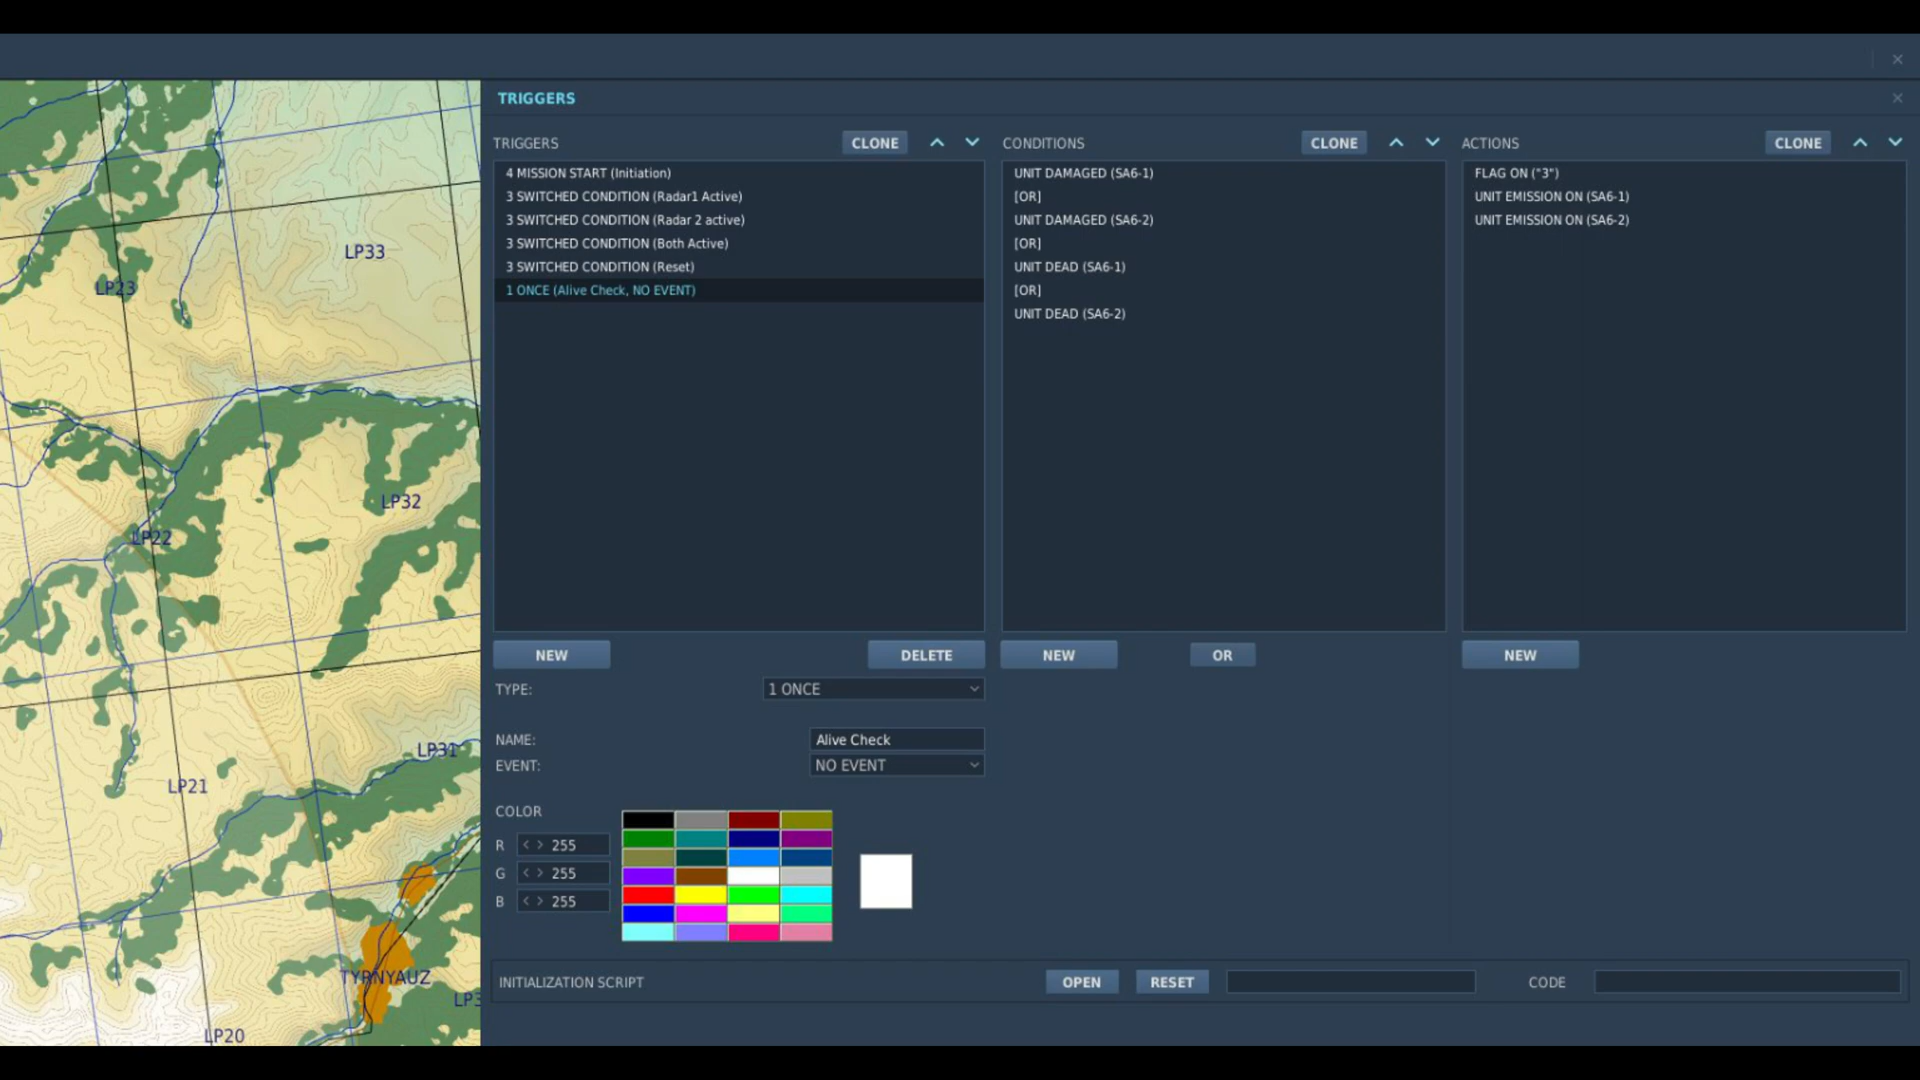 TRIGGERS
TRIGGERS
CLONE
CONDITIONS
CLONE
ACTIONS
CLONE
4 MISSION START (Initiation)
3 SWITCHED CONDITION (Radar1 Active)
3 SWITCHED CONDITION (Radar 2 active)
3 SWITCHED CONDITION (Both Active)
3 SWITCHED CONDITION (Reset)
1 ONCE (Alive Check, NO EVENT)
UNIT DAMAGED (SA6-1)
[OR]
UNIT DAMAGED (SA6-2)
[OR]
UNIT DEAD (SA6-1)
[OR]
UNIT DEAD (SA6-2)
FLAG ON ("3")
UNIT EMISSION ON (SA6-1)
UNIT EMISSION ON (SA6-2)
NEW
DELETE
NEW
OR
NEW
TYPE:
1 ONCE
NAME:
Alive Check
EVENT:
NO EVENT
COLOR
R
< > 255
G
< > 255
B
< > 255
INITIALIZATION SCRIPT
OPEN
RESET
CODE
LP33
LP23
LP32
LP22
LP31
LP21
TYRNYAUZ
LP3
LP20